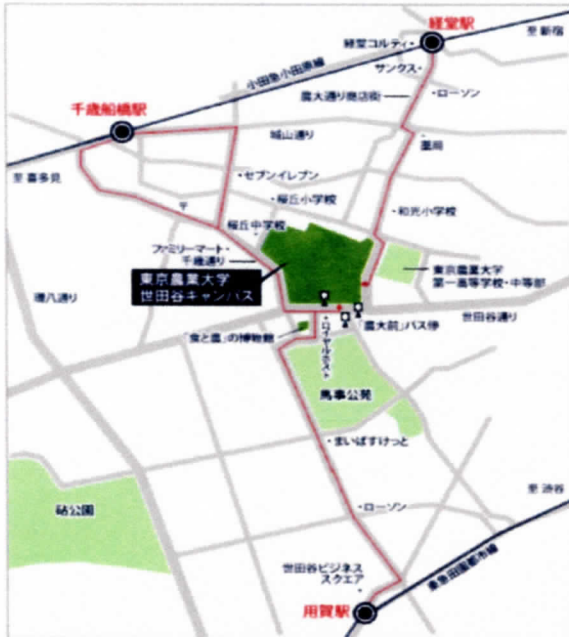 経堂駅
至 新宿
経堂コルティ・
サンクス・
小田急小田原線
・ローソン
農大通り商店街
千歳船橋駅
城山通り
・薬局
至 喜多見
・セブンイレブン
〒
桜丘小学校
・和光小学校
桜丘中学校
ファミリーマート・
千歳通り
東京農業大学
世田谷キャンパス
東京農業大学
第一高等学校・中等部
環八通り
世田谷通り
「農大前」バス停
「食と農」の博物館
・ロイヤルホスト
馬事公苑
・まいばすけっと
砧公園
・ローソン
至 渋谷
世田谷ビジネス
スクエア
東急田園都市線
用賀駅